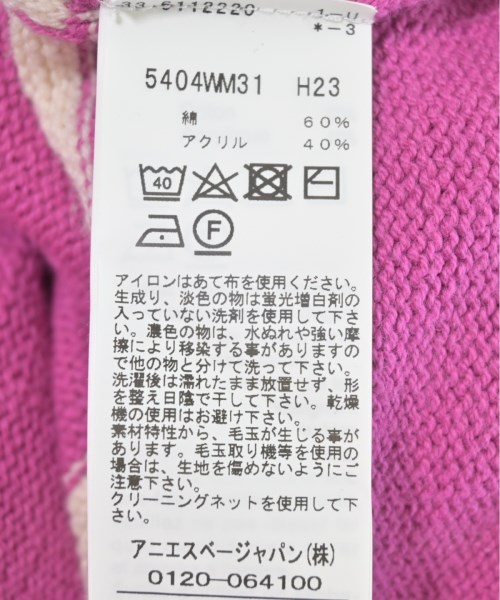 *-3
5404WM31 H23
綿 60%
アクリル 40%
40
F
アイロンはあて布を使用ください。
生成り、淡色の物は蛍光増白剤の
入っていない洗剤を使用して下さ
い。濃色の物は、水ぬれや強い摩
擦により移染する事がありますの
で他の物と分けて洗って下さい。
洗濯後は濡れたまま放置せず、形
を整え日陰で干して下さい。乾燥
機の使用はお避け下さい。
素材特性から、毛玉が生じる事が
あります。毛玉取り機等を使用の
場合は、生地を傷めないようにご
注意下さい。
クリーニングネットを使用して下
さい。
アニエスベージャパン(株)
0120-064100